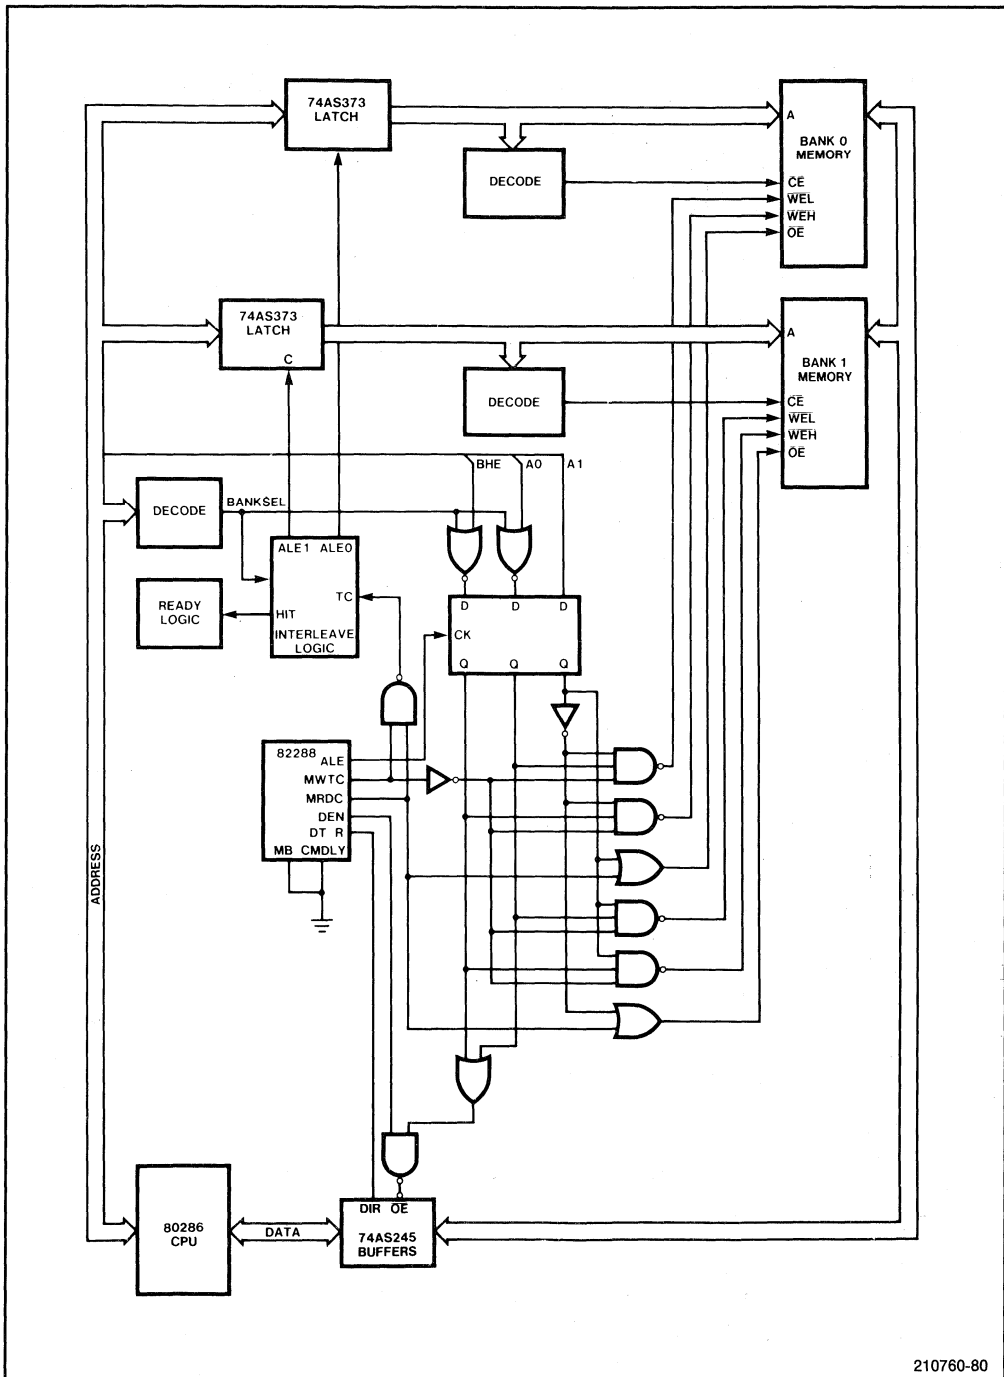 74AS373
LATCH
DECODE
A
BANK 0
MEMORY
CE
WEL
WEH
OE
74AS373
LATCH
C
DECODE
A
BANK 1
MEMORY
CE
WEL
WEH
OE
BHE
A0
A1
DECODE
BANKSEL
ALE1
ALE0
TC
HIT
INTERLEAVE
LOGIC
READY
LOGIC
D
D
D
CK
Q
Q
Q
82288
ALE
MWTC
MRDC
DEN
DT R
MB
CMDLY
ADDRESS
80286
CPU
DATA
DIR
OE
74AS245
BUFFERS
210760-80